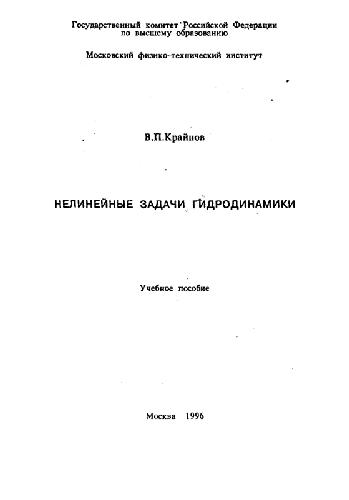 Государственный комитет Российской Федерации
по высшему образованию
Московский физико-технический институт
В.П.Крайнов
НЕЛИНЕЙНЫЕ ЗАДАЧИ ГИДРОДИНАМИКИ
Учебное пособие
Москва 1996